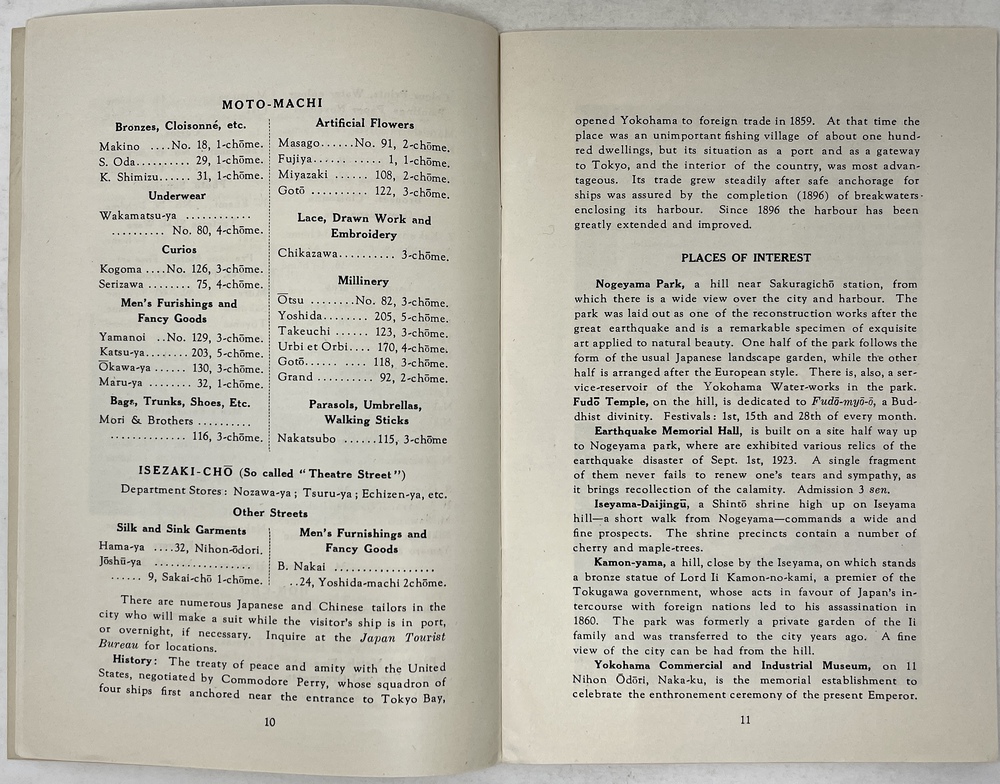 MOTO-MACHI
Bronzes, Cloisonné, etc.
Makino ....No. 18, 1-chōme.
S. Oda.......... 29, 1-chōme.
K. Shimizu...... 31, 1-chōme.
Underwear
Wakamatsu-ya ............
.......... No. 80, 4-chōme.
Curios
Kogoma ....No. 126, 3-chōme.
Serizawa ........ 75, 4-chōme.
Men's Furishings and
Fancy Goods
Yamanoi ..No. 129, 3-chōme.
Katsu-ya........ 203, 5-chōme.
Ōkawa-ya ...... 130, 3-chōme.
Maru-ya ........ 32, 1-chōme.
Bags, Trunks, Shoes, Etc.
Mori & Brothers ..........
.............. 116, 3-chōme.
Artificial Flowers
Masago......No. 91, 2-chōme.
Fujiya...... ...... 1, 1-chōme.
Miyazaki ...... 108, 2-chōme.
Gotō .......... 122, 3-chōme.
Lace, Drawn Work and
Embroidery
Chikazawa.......... 3-chōme.
Millinery
Ōtsu ........No. 82, 3-chōme.
Yoshida........ 205, 5-chōme.
Takeuchi ...... 123, 3-chōme.
Urbi et Orbi.... 170, 4-chōme.
Gotō...... .... 118, 3-chōme.
Grand .......... 92, 2-chōme.
Parasols, Umbrellas,
Walking Sticks
Nakatsubo ......115, 3-chōme
ISEZAKI-CHŌ (So called "Theatre Street")
Department Stores: Nozawa-ya; Tsuru-ya; Echizen-ya, etc.
Other Streets
Silk and Sink Garments
Hama-ya ....32, Nihon-ōdori.
Jōshū-ya ..................
...... 9, Sakai-chō 1-chōme.
Men's Furnishings and
Fancy Goods
B. Nakai ..................
..24, Yoshida-machi 2chōme.
There are numerous Japanese and Chinese tailors in the
city who will make a suit while the visitor's ship is in port,
or overnight, if necessary. Inquire at the Japan Tourist
Bureau for locations.
History: The treaty of peace and amity with the United
States, negotiated by Commodore Perry, whose squadron of
four ships first anchored near the entrance to Tokyo Bay,
10
opened Yokohama to foreign trade in 1859. At that time the
place was an unimportant fishing village of about one hund-
red dwellings, but its situation as a port and as a gateway
to Tokyo, and the interior of the country, was most advan-
tageous. Its trade grew steadily after safe anchorage for
ships was assured by the completion (1896) of breakwaters
enclosing its harbour. Since 1896 the harbour has been
greatly extended and improved.
PLACES OF INTEREST
Nogeyama Park, a hill near Sakuragichō station, from
which there is a wide view over the city and harbour. The
park was laid out as one of the reconstruction works after the
great earthquake and is a remarkable specimen of exquisite
art applied to natural beauty. One half of the park follows the
form of the usual Japanese landscape garden, while the other
half is arranged after the European style. There is, also, a ser-
vice-reservoir of the Yokohama Water-works in the park.
Fudō Temple, on the hill, is dedicated to Fudō-myō-ō, a Bud-
dhist divinity. Festivals: 1st, 15th and 28th of every month.
Earthquake Memorial Hall, is built on a site half way up
to Nogeyama park, where are exhibited various relics of the
earthquake disaster of Sept. 1st, 1923. A single fragment
of them never fails to renew one's tears and sympathy, as
it brings recollection of the calamity. Admission 3 sen.
Iseyama-Daijingū, a Shintō shrine high up on Iseyama
hill—a short walk from Nogeyama—commands a wide and
fine prospects. The shrine precincts contain a number of
cherry and maple-trees.
Kamon-yama, a hill, close by the Iseyama, on which stands
a bronze statue of Lord Ii Kamon-no-kami, a premier of the
Tokugawa government, whose acts in favour of Japan's in-
tercourse with foreign nations led to his assassination in
1860. The park was formerly a private garden of the Ii
family and was transferred to the city years ago. A fine
view of the city can be had from the hill.
Yokohama Commercial and Industrial Museum, on 11
Nihon Ōdōri, Naka-ku, is the memorial establishment to
celebrate the enthronement ceremony of the present Emperor.
11